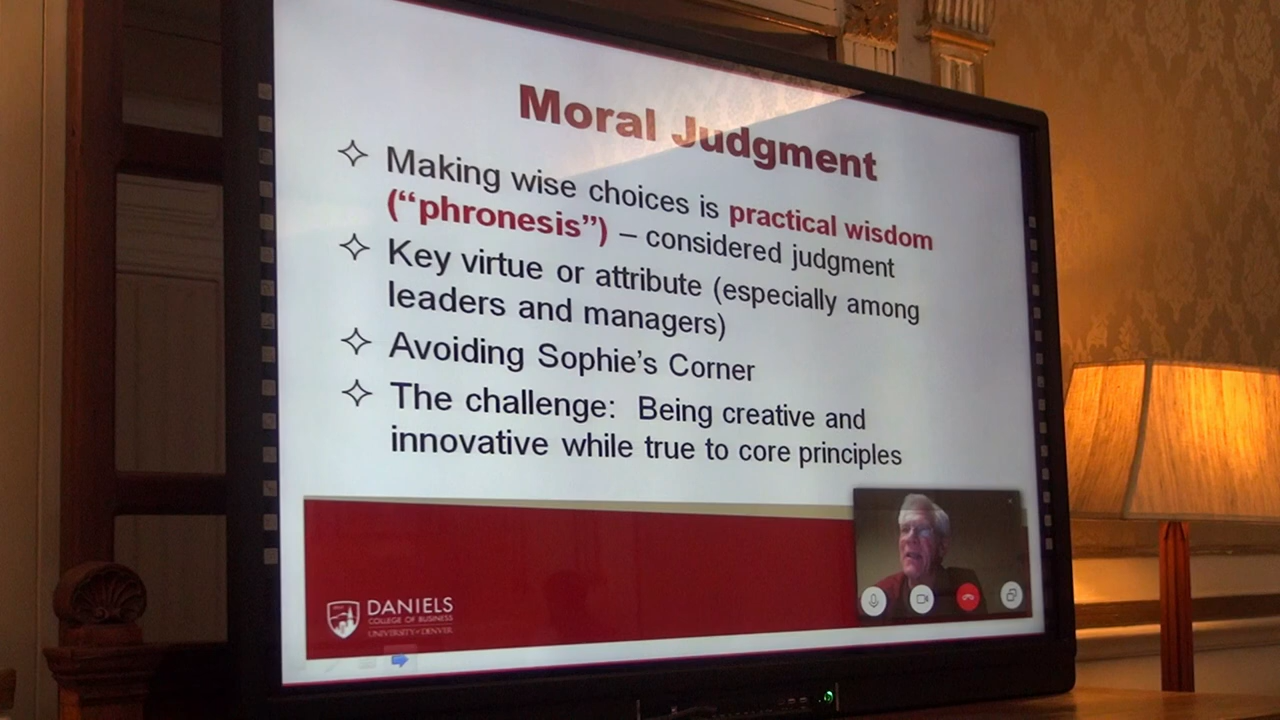 Moral Judgment
Making wise choices is practical wisdom
(“phronesis”) – considered judgment
Key virtue or attribute (especially among
leaders and managers)
Avoiding Sophie’s Corner
The challenge:  Being creative and
innovative while true to core principles
DANIELS
COLLEGE OF BUSINESS
UNIVERSITY of DENVER